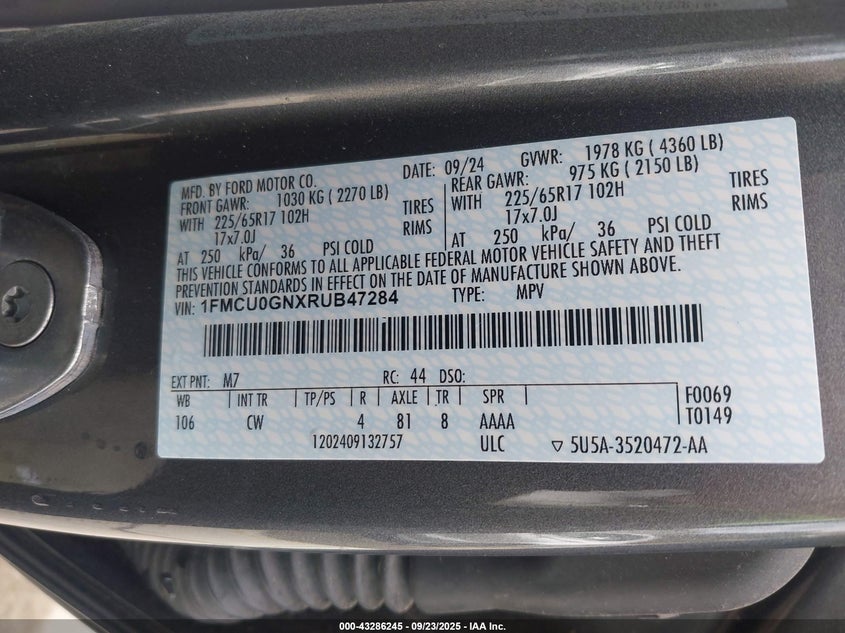 MFD. BY FORD MOTOR CO.
DATE: 09/24 GVWR: 1978 KG ( 4360 LB)
FRONT GAWR: 1030 KG ( 2270 LB)
REAR GAWR: 975 KG ( 2150 LB)
WITH 225/65R17 102H TIRES
WITH 225/65R17 102H TIRES
17x7.0J RIMS
17x7.0J RIMS
AT 250 kPa/ 36 PSI COLD
AT 250 kPa/ 36 PSI COLD
THIS VEHICLE CONFORMS TO ALL APPLICABLE FEDERAL MOTOR VEHICLE SAFETY AND THEFT
PREVENTION STANDARDS IN EFFECT ON THE DATE OF MANUFACTURE SHOWN ABOVE.
VIN: 1FMCU0GNXRUB47284 TYPE: MPV
EXT PNT: M7 RC: 44 DSO:
WB INT TR TP/PS R AXLE TR SPR F0069
106 CW 4 81 8 AAAA T0149
1202409132757 ULC ▽ 5U5A-3520472-AA
000-43286245 - 09/23/2025 - IAA Inc.